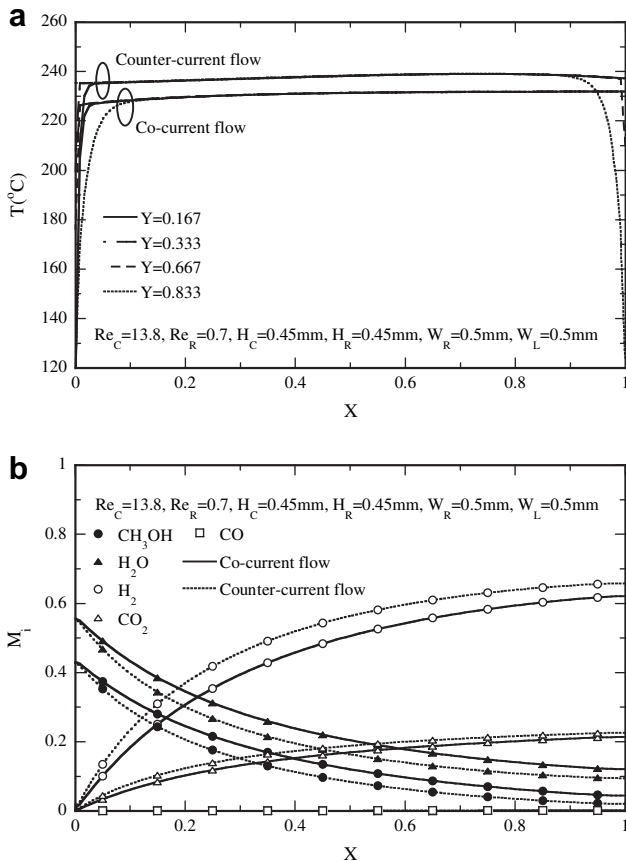 a
260
240
220
200
180
160
140
120
T(°C)
Counter-current flow
Co-current flow
Y=0.167
Y=0.333
Y=0.667
Y=0.833
Re_C=13.8, Re_R=0.7, H_C=0.45mm, H_R=0.45mm, W_R=0.5mm, W_L=0.5mm
0 0.2 0.4 0.6 0.8 1
X
b
1
0.8
0.6
0.4
0.2
0
M_i
Re_C=13.8, Re_R=0.7, H_C=0.45mm, H_R=0.45mm, W_R=0.5mm, W_L=0.5mm
CH_3OH CO
H_2O Co-current flow
H_2 Counter-current flow
CO_2
0 0.2 0.4 0.6 0.8 1
X